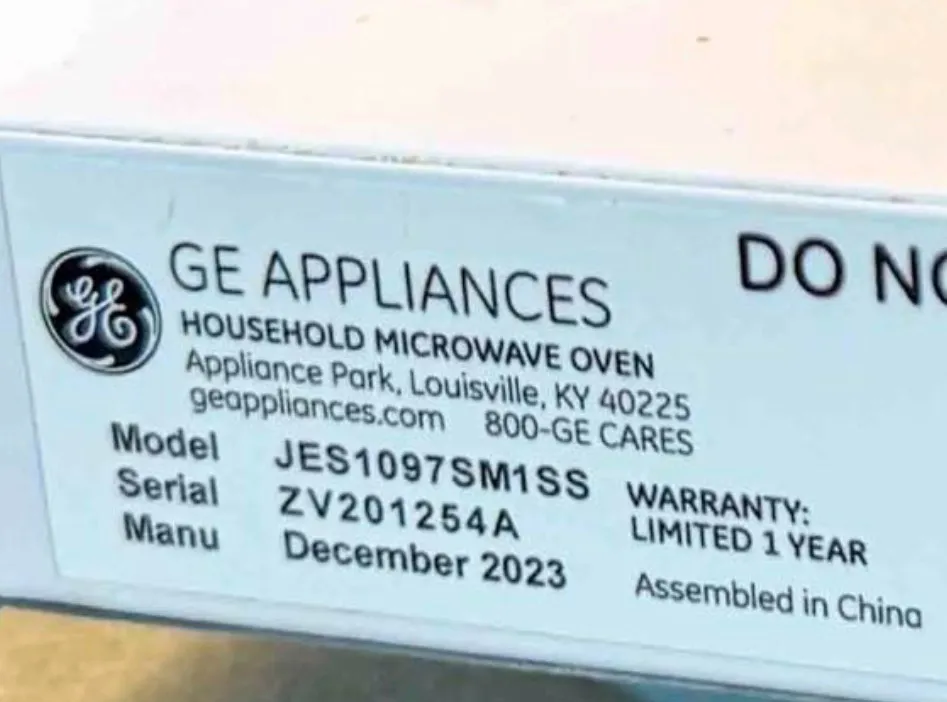 GE
GE APPLIANCES
HOUSEHOLD MICROWAVE OVEN
Appliance Park, Louisville, KY 40225
geappliances.com 800-GE CARES
Model JES1097SM1SS
Serial ZV201254A
Manu December 2023
WARRANTY:
LIMITED 1 YEAR
Assembled in China
DO